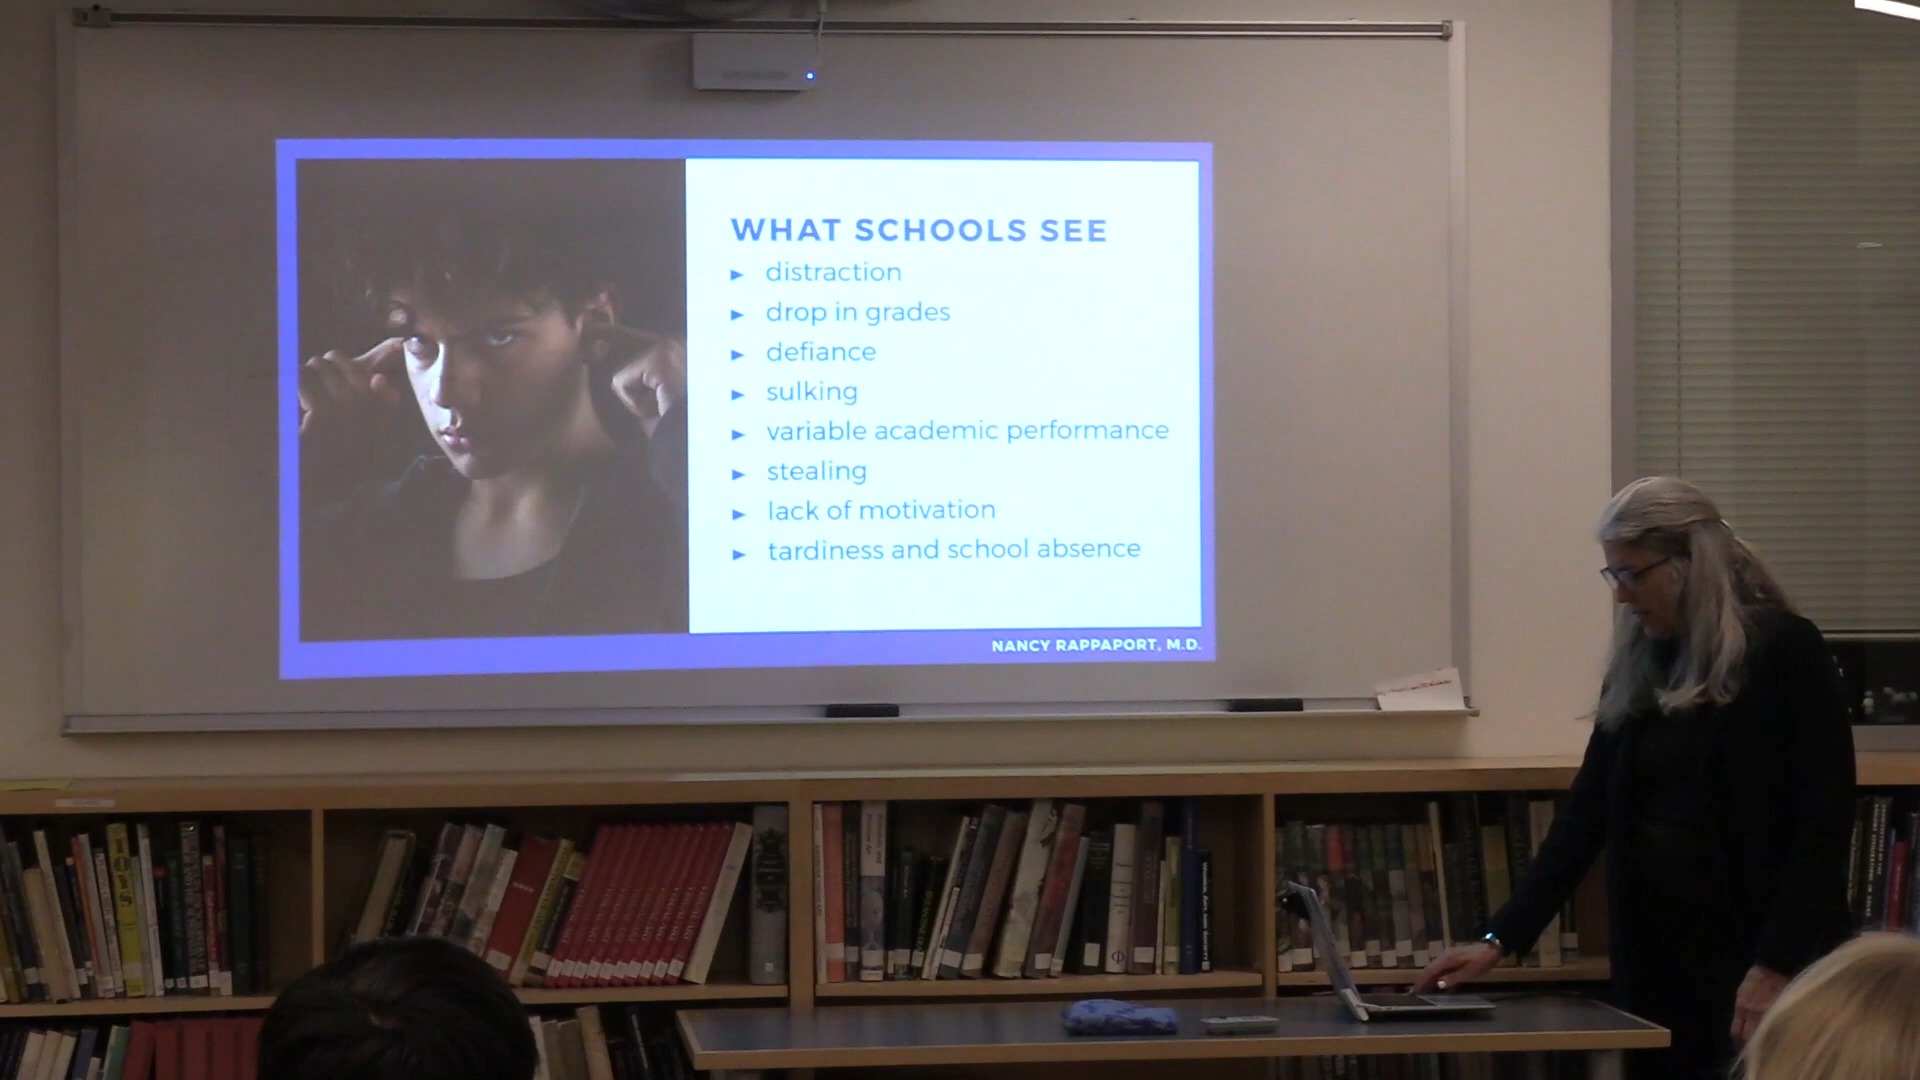 WHAT SCHOOLS SEE
► distraction
► drop in grades
► defiance
► sulking
► variable academic performance
► stealing
► lack of motivation
► tardiness and school absence
NANCY RAPPAPORT, M.D.